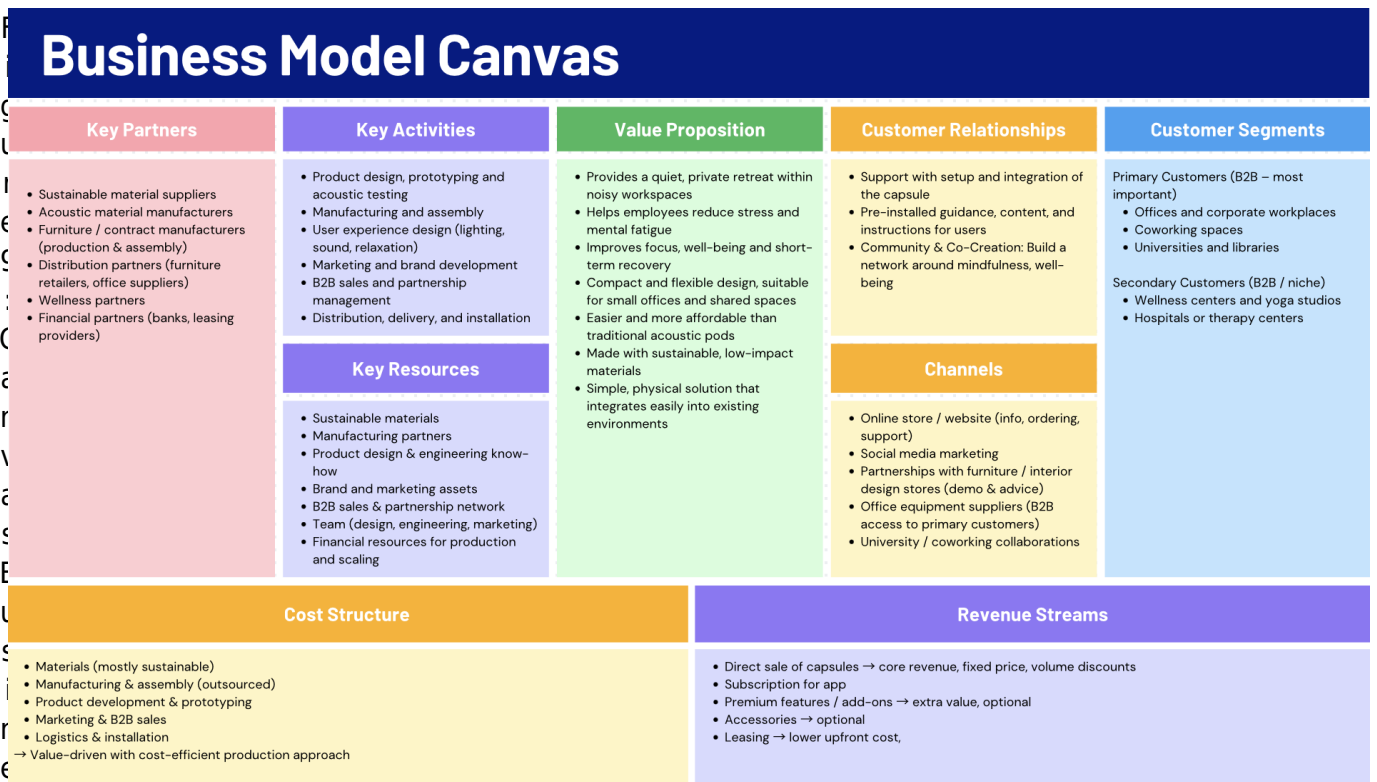 Business Model Canvas
Key Partners
Sustainable material suppliers
Acoustic material manufacturers
Furniture / contract manufacturers
(production & assembly)
Distribution partners (furniture
retailers, office suppliers)
Wellness partners
Financial partners (banks, leasing
providers)
Key Activities
Product design, prototyping and
acoustic testing
Manufacturing and assembly
User experience design (lighting,
sound, relaxation)
Marketing and brand development
B2B sales and partnership
management
Distribution, delivery, and installation
Key Resources
Sustainable materials
Manufacturing partners
Product design & engineering know-
how
Brand and marketing assets
B2B sales & partnership network
Team (design, engineering, marketing)
Financial resources for production
and scaling
Value Proposition
Provides a quiet, private retreat within
noisy workspaces
Helps employees reduce stress and
mental fatigue
Improves focus, well-being and short-
term recovery
Compact and flexible design, suitable
for small offices and shared spaces
Easier and more affordable than
traditional acoustic pods
Made with sustainable, low-impact
materials
Simple, physical solution that
integrates easily into existing
environments
Customer Relationships
Support with setup and integration of
the capsule
Pre-installed guidance, content, and
instructions for users
Community & Co-Creation: Build a
network around mindfulness, well-
being
Channels
Online store / website (info, ordering,
support)
Social media marketing
Partnerships with furniture / interior
design stores (demo & advice)
Office equipment suppliers (B2B
access to primary customers)
University / coworking collaborations
Customer Segments
Primary Customers (B2B – most
important)
Offices and corporate workplaces
Coworking spaces
Universities and libraries
Secondary Customers (B2B / niche)
Wellness centers and yoga studios
Hospitals or therapy centers
Cost Structure
Materials (mostly sustainable)
Manufacturing & assembly (outsourced)
Product development & prototyping
Marketing & B2B sales
Logistics & installation
→ Value-driven with cost-efficient production approach
Revenue Streams
Direct sale of capsules → core revenue, fixed price, volume discounts
Subscription for app
Premium features / add-ons → extra value, optional
Accessories → optional
Leasing → lower upfront cost,